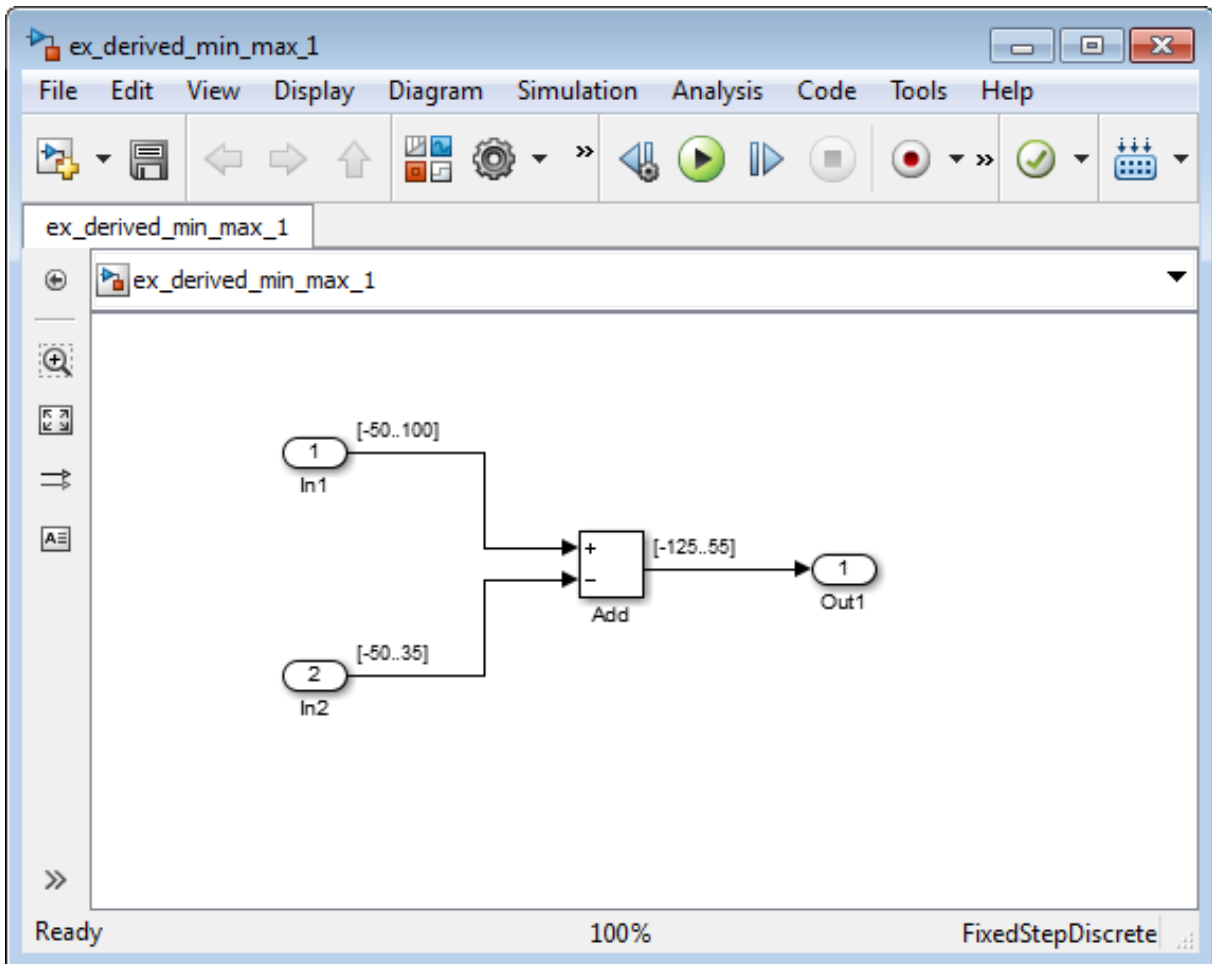 ex_derived_min_max_1
File Edit View Display Diagram Simulation Analysis Code Tools Help
ex_derived_min_max_1
ex_derived_min_max_1
[-50..100]
1
In1
+
[-125..55]
−
1
Add
Out1
[-50..35]
2
In2
Ready 100% FixedStepDiscrete